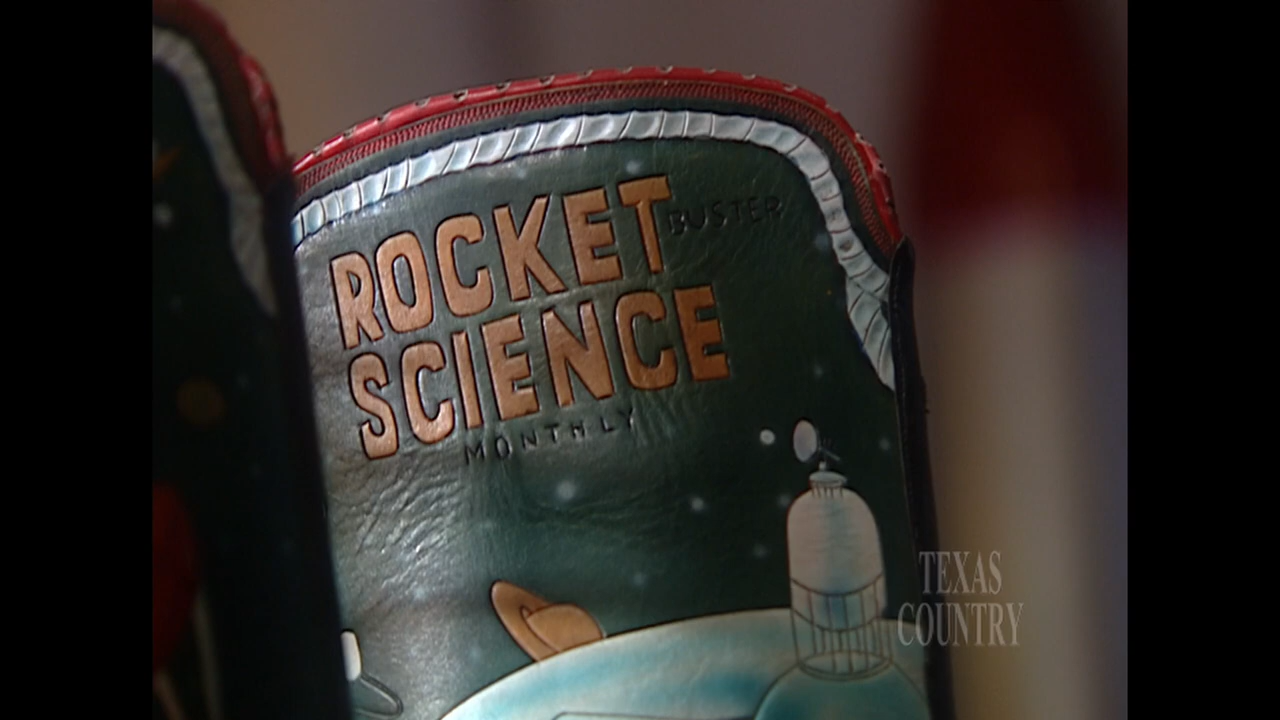 ROCKET BUSTER
SCIENCE
MONTHLY
TEXAS
COUNTRY